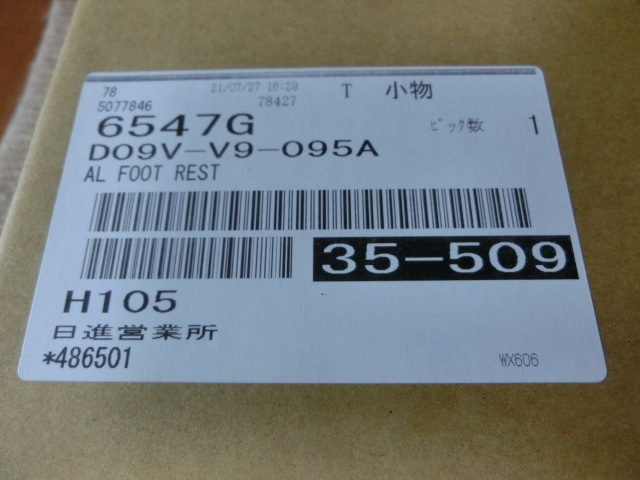 78 21/07/27 16:29 T 小物
5077846 78427
6547G ピック数 1
D09V-V9-095A
AL FOOT REST
35-509
H105
日進営業所
*486501 WX606